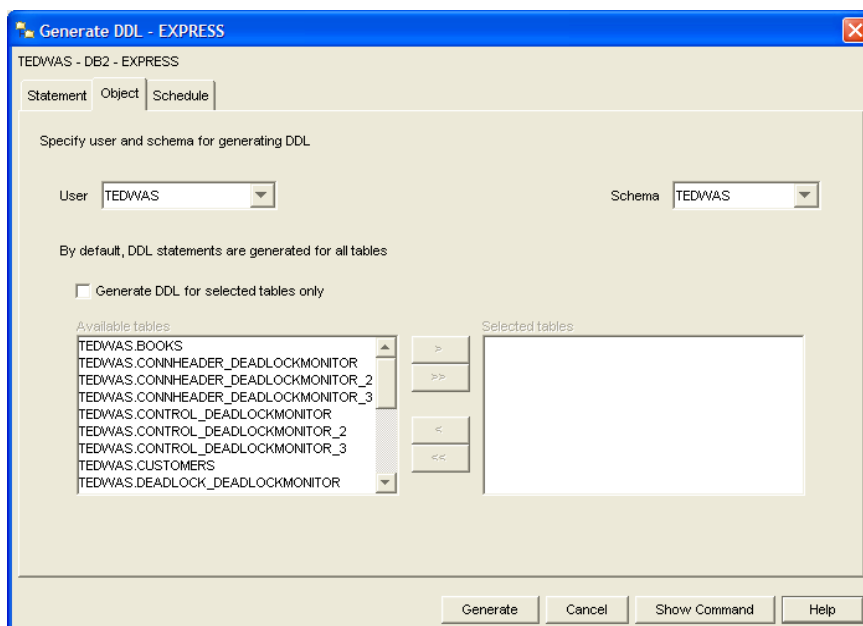 Generate DDL - EXPRESS
TEDWAS - DB2 - EXPRESS
Statement Object Schedule
Specify user and schema for generating DDL
User TEDWAS Schema TEDWAS
By default, DDL statements are generated for all tables
Generate DDL for selected tables only
Available tables Selected tables
TEDWAS.BOOKS
TEDWAS.CONNHEADER_DEADLOCKMONITOR
TEDWAS.CONNHEADER_DEADLOCKMONITOR_2
TEDWAS.CONNHEADER_DEADLOCKMONITOR_3
TEDWAS.CONTROL_DEADLOCKMONITOR
TEDWAS.CONTROL_DEADLOCKMONITOR_2
TEDWAS.CONTROL_DEADLOCKMONITOR_3
TEDWAS.CUSTOMERS
TEDWAS.DEADLOCK_DEADLOCKMONITOR
>
>>
<
<<
Generate Cancel Show Command Help